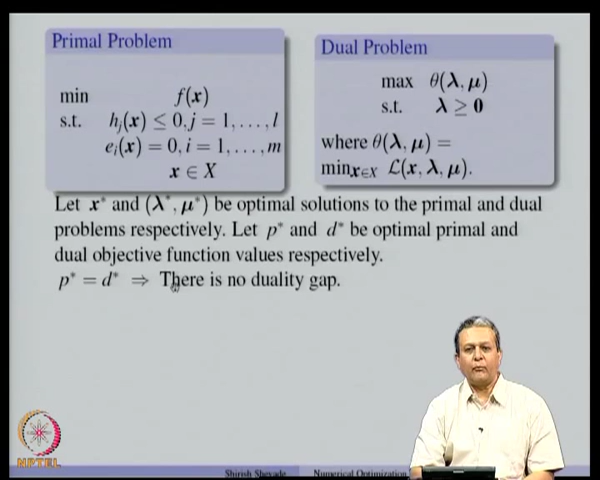 Primal Problem
min f(x)
s.t. h_j(x) ≤ 0, j = 1, . . . , l
e_i(x) = 0, i = 1, . . . , m
x ∈ X
Dual Problem
max θ(λ, μ)
s.t. λ ≥ 0
where θ(λ, μ) =
min_{x∈X} ℒ(x, λ, μ).
Let x* and (λ*, μ*) be optimal solutions to the primal and dual
problems respectively. Let p* and d* be optimal primal and
dual objective function values respectively.
p* = d* ⇒ There is no duality gap.
NPTEL
Shirish Shevade Numerical Optimization